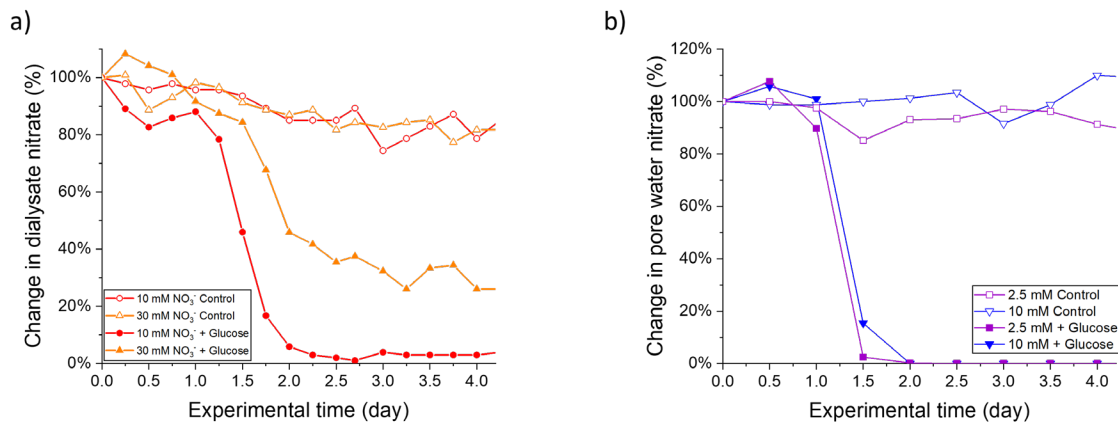 a)
Change in dialysate nitrate (%)
100%
80%
60%
40%
20%
0%
10 mM NO₃⁻ Control
30 mM NO₃⁻ Control
10 mM NO₃⁻ + Glucose
30 mM NO₃⁻ + Glucose
0.0 0.5 1.0 1.5 2.0 2.5 3.0 3.5 4.0
Experimental time (day)
b)
Change in pore water nitrate (%)
120%
100%
80%
60%
40%
20%
0%
2.5 mM Control
10 mM Control
2.5 mM + Glucose
10 mM + Glucose
0.0 0.5 1.0 1.5 2.0 2.5 3.0 3.5 4.0
Experimental time (day)